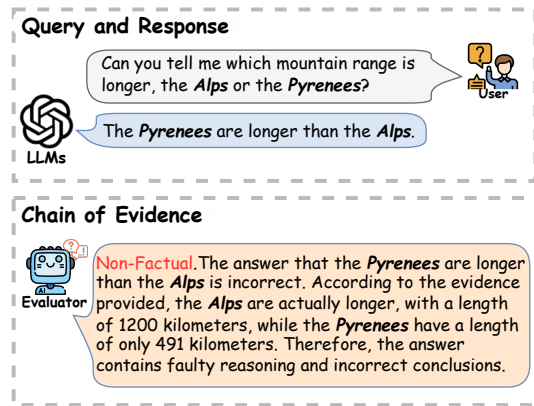 Query and Response
Can you tell me which mountain range is
longer, the Alps or the Pyrenees?
User
The Pyrenees are longer than the Alps.
LLMs
Chain of Evidence
Non-Factual.The answer that the Pyrenees are longer
than the Alps is incorrect. According to the evidence
provided, the Alps are actually longer, with a length
of 1200 kilometers, while the Pyrenees have a length
of only 491 kilometers. Therefore, the answer
contains faulty reasoning and incorrect conclusions.
AI
Evaluator